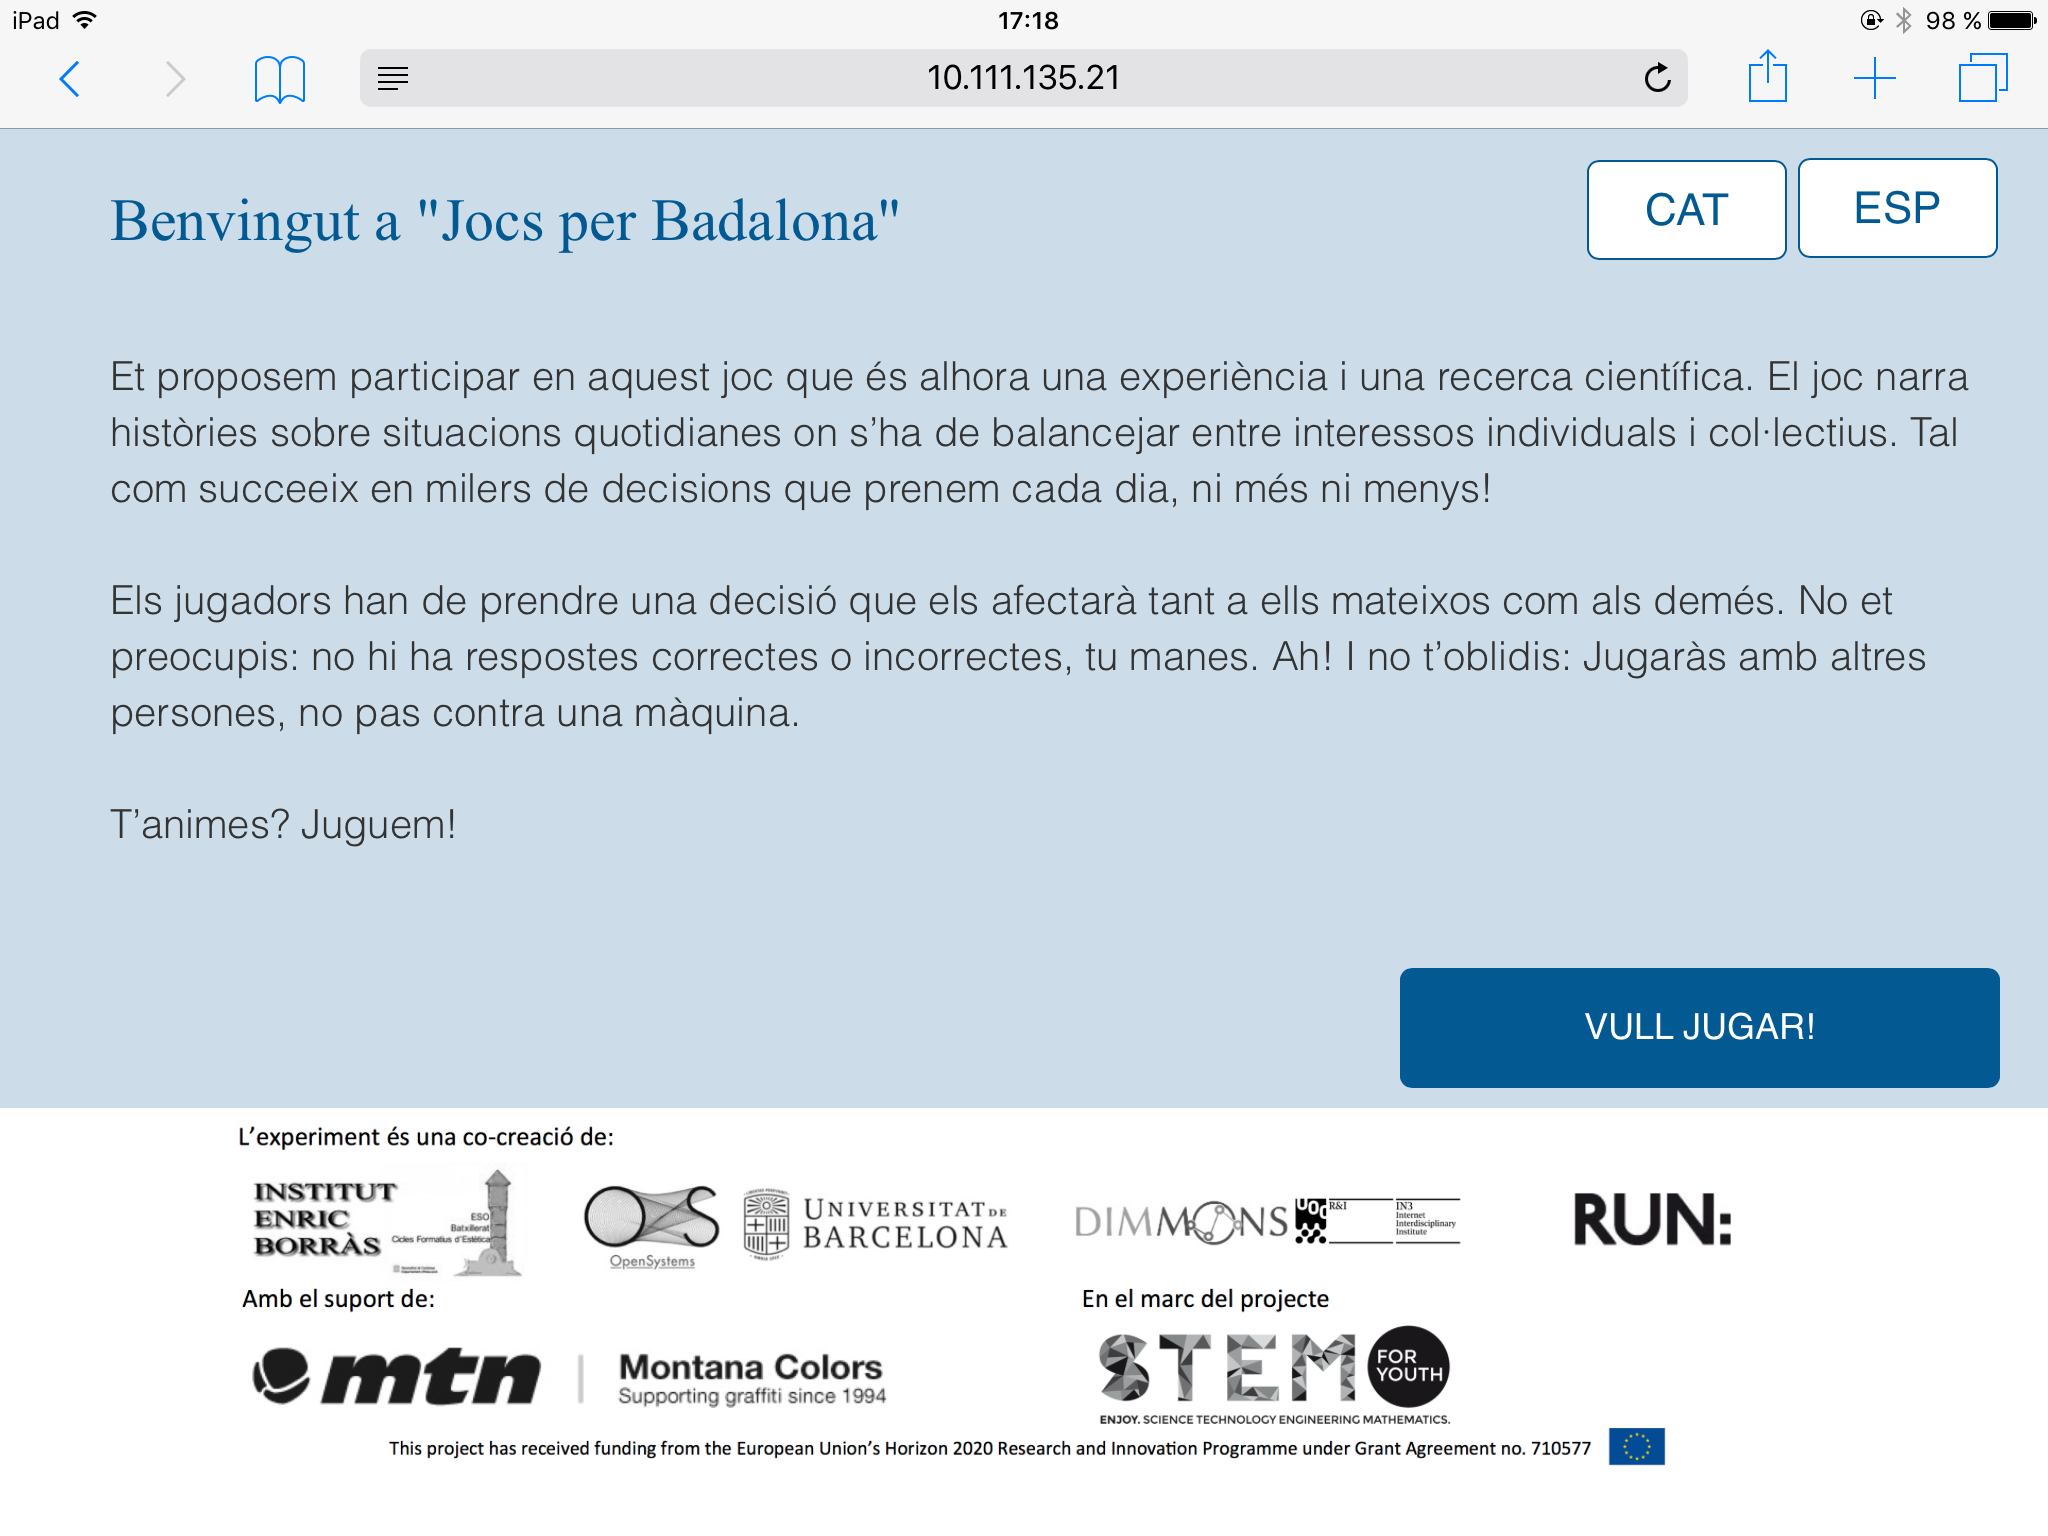 iPad 17:18 98 %
10.111.135.21
Benvingut a "Jocs per Badalona"
CAT ESP
Et proposem participar en aquest joc que és alhora una experiència i una recerca científica. El joc narra
històries sobre situacions quotidianes on s’ha de balancejar entre interessos individuals i col·lectius. Tal
com succeeix en milers de decisions que prenem cada dia, ni més ni menys!
Els jugadors han de prendre una decisió que els afectarà tant a ells mateixos com als demés. No et
preocupis: no hi ha respostes correctes o incorrectes, tu manes. Ah! I no t’oblidis: Jugaràs amb altres
persones, no pas contra una màquina.
T’animes? Juguem!
VULL JUGAR!
L’experiment és una co-creació de:
INSTITUT
ENRIC
BORRÀS
ESO
Batxillerat
Cicles Formatius d'Estètica
OS
OpenSystems
UNIVERSITAT DE
BARCELONA
DIMMONS
UOC
R&I
IN3
Internet
Interdisciplinary
Institute
RUN:
Amb el suport de:
mtn
Montana Colors
Supporting graffiti since 1994
En el marc del projecte
STEM
FOR
YOUTH
ENJOY. SCIENCE TECHNOLOGY ENGINEERING MATHEMATICS.
This project has received funding from the European Union’s Horizon 2020 Research and Innovation Programme under Grant Agreement no. 710577